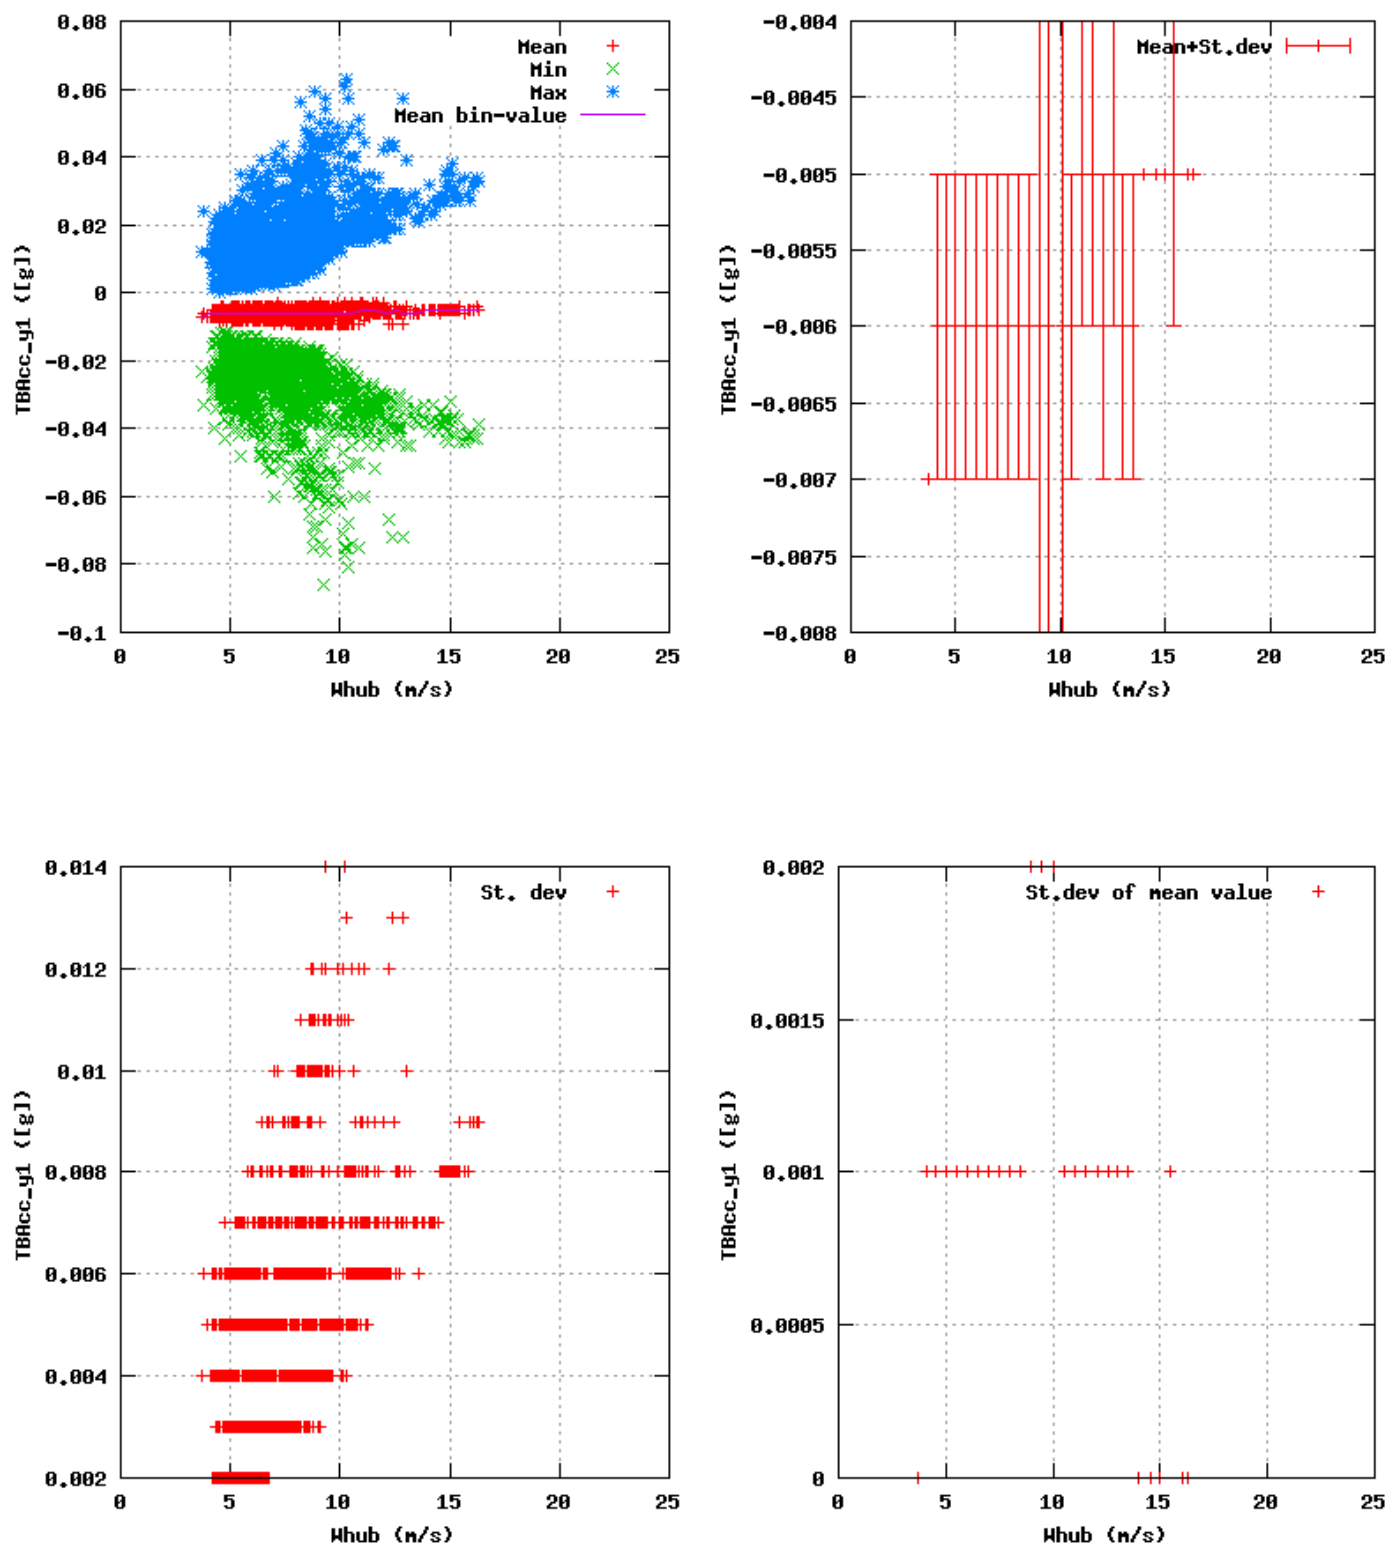 0.08
0.06
0.04
0.02
0
-0.02
-0.04
-0.06
-0.08
-0.1
0 5 10 15 20 25
TBAcc_y1 ([g])
Whub (m/s)
Mean
Min
Max
Mean bin-value
-0.004
-0.0045
-0.005
-0.0055
-0.006
-0.0065
-0.007
-0.0075
-0.008
0 5 10 15 20 25
TBAcc_y1 ([g])
Whub (m/s)
Mean+St.dev
0.014
0.012
0.01
0.008
0.006
0.004
0.002
0 5 10 15 20 25
TBAcc_y1 ([g])
Whub (m/s)
St. dev
0.002
0.0015
0.001
0.0005
0
0 5 10 15 20 25
TBAcc_y1 ([g])
Whub (m/s)
St.dev of mean value